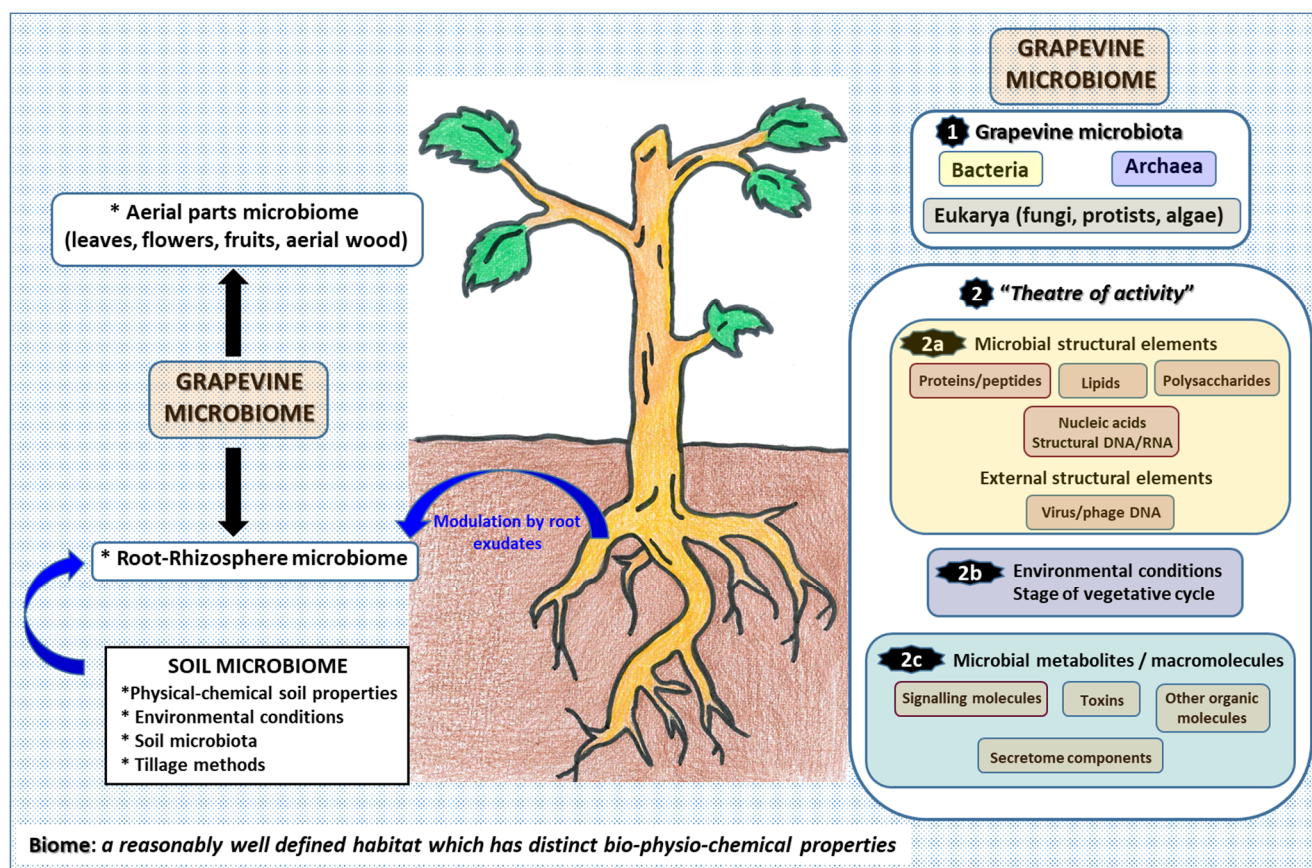 * Aerial parts microbiome
(leaves, flowers, fruits, aerial wood)
GRAPEVINE
MICROBIOME
* Root-Rhizosphere microbiome
SOIL MICROBIOME
*Physical-chemical soil properties
* Environmental conditions
* Soil microbiota
* Tillage methods
Modulation by root
exudates
GRAPEVINE
MICROBIOME
1 Grapevine microbiota
Bacteria
Archaea
Eukarya (fungi, protists, algae)
2 “Theatre of activity”
2a Microbial structural elements
Proteins/peptides
Lipids
Polysaccharides
Nucleic acids
Structural DNA/RNA
External structural elements
Virus/phage DNA
2b Environmental conditions
Stage of vegetative cycle
2c Microbial metabolites / macromolecules
Signalling molecules
Toxins
Other organic
molecules
Secretome components
Biome: a reasonably well defined habitat which has distinct bio-physio-chemical properties